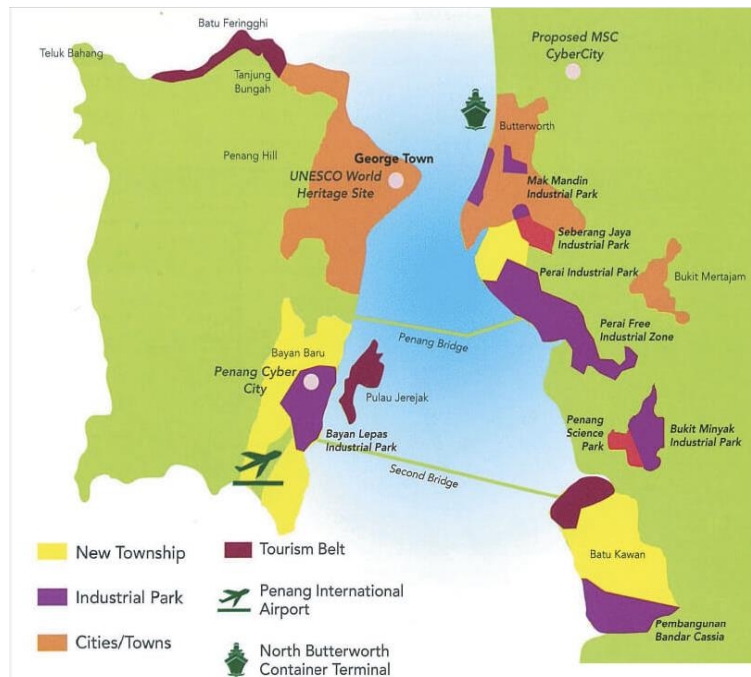 Batu Feringghi
Teluk Bahang
Tanjung
Bungah
Proposed MSC
CyberCity
Butterworth
Penang Hill
George Town
UNESCO World
Heritage Site
Mak Mandin
Industrial Park
Seberang Jaya
Industrial Park
Perai Industrial Park
Bukit Mertajam
Perai Free
Industrial Zone
Penang Bridge
Bayan Baru
Penang Cyber
City
Pulau Jerejak
Bayan Lepas
Industrial Park
Penang
Science
Park
Bukit Minyak
Industrial Park
Second Bridge
Batu Kawan
Pembangunan
Bandar Cassia
New Township
Tourism Belt
Industrial Park
Penang International
Airport
Cities/Towns
North Butterworth
Container Terminal